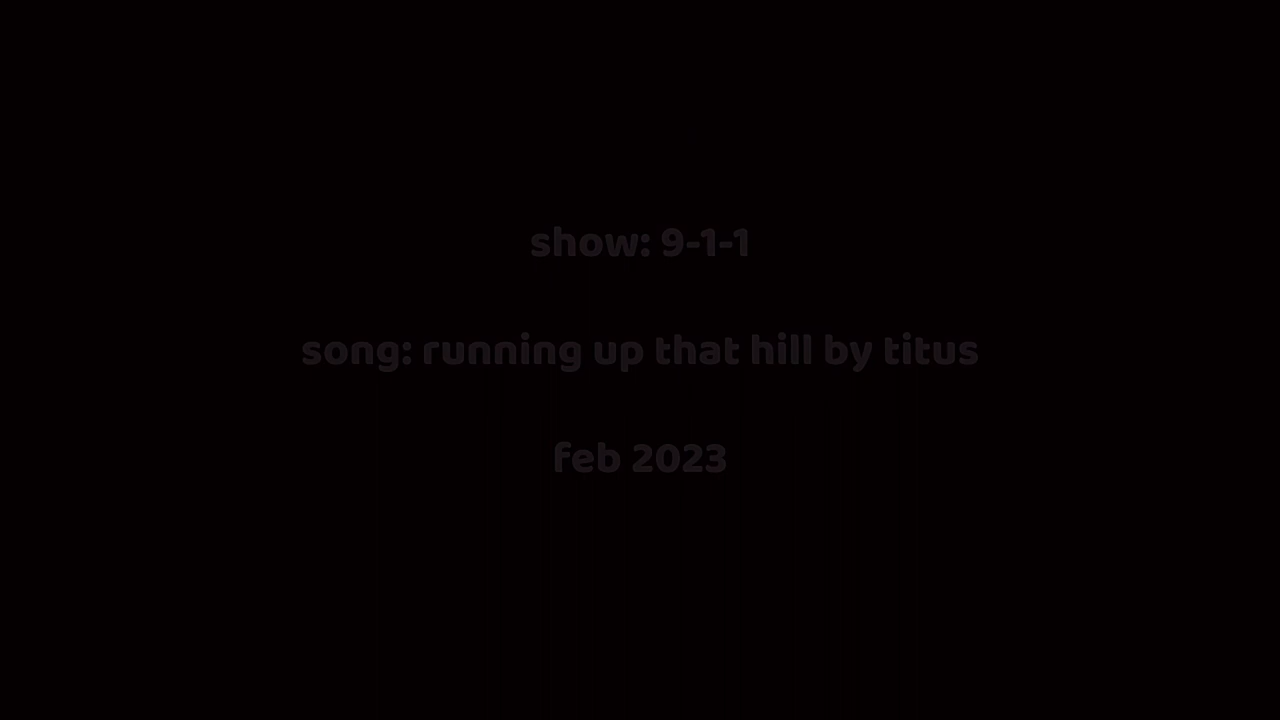 show: 9-1-1
song: running up that hill by titus
feb 2023